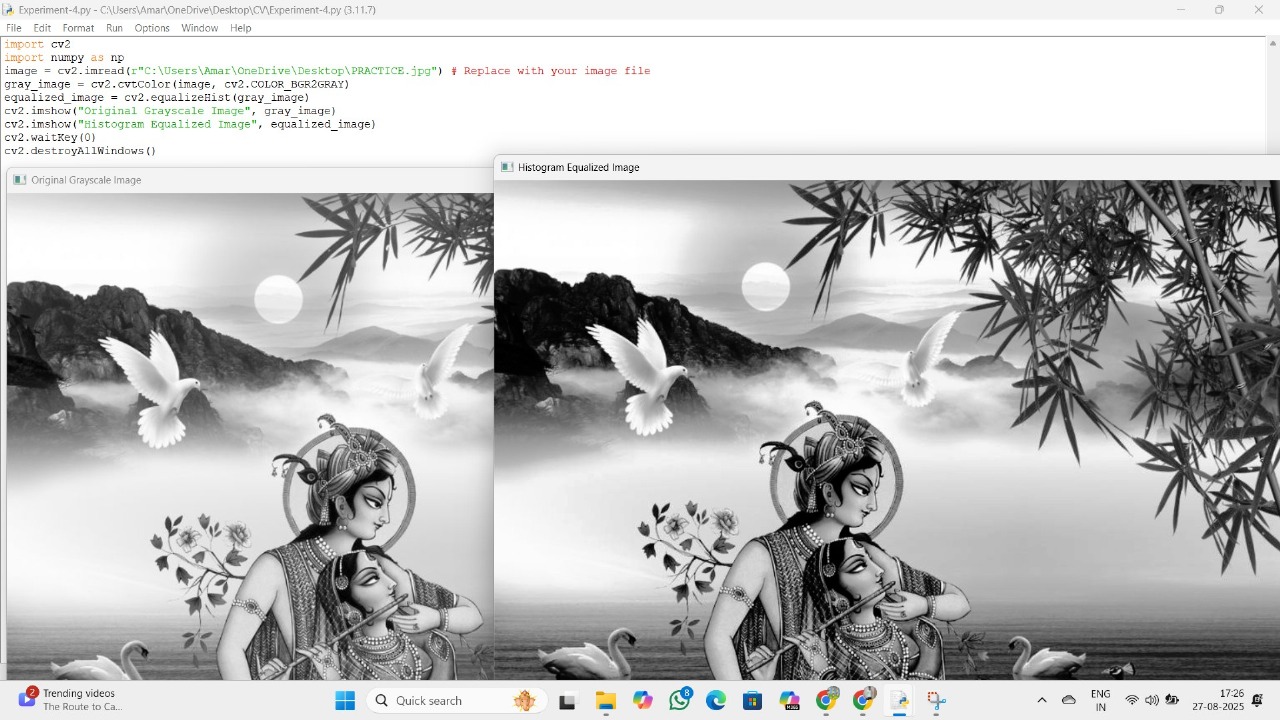 Experiment-4.py - C:\Users\Amar\OneDrive\Desktop\CV\Experiment-4.py (3.11.7)
File Edit Format Run Options Window Help
import cv2
import numpy as np
image = cv2.imread(r"C:\Users\Amar\OneDrive\Desktop\PRACTICE.jpg") # Replace with your image file
gray_image = cv2.cvtColor(image, cv2.COLOR_BGR2GRAY)
equalized_image = cv2.equalizeHist(gray_image)
cv2.imshow("Original Grayscale Image", gray_image)
cv2.imshow("Histogram Equalized Image", equalized_image)
cv2.waitKey(0)
cv2.destroyAllWindows()
Histogram Equalized Image
Original Grayscale Image
2
Trending videos
The Route to Ca...
Quick search
8
M365
ENG
IN
17:26
27-08-2025